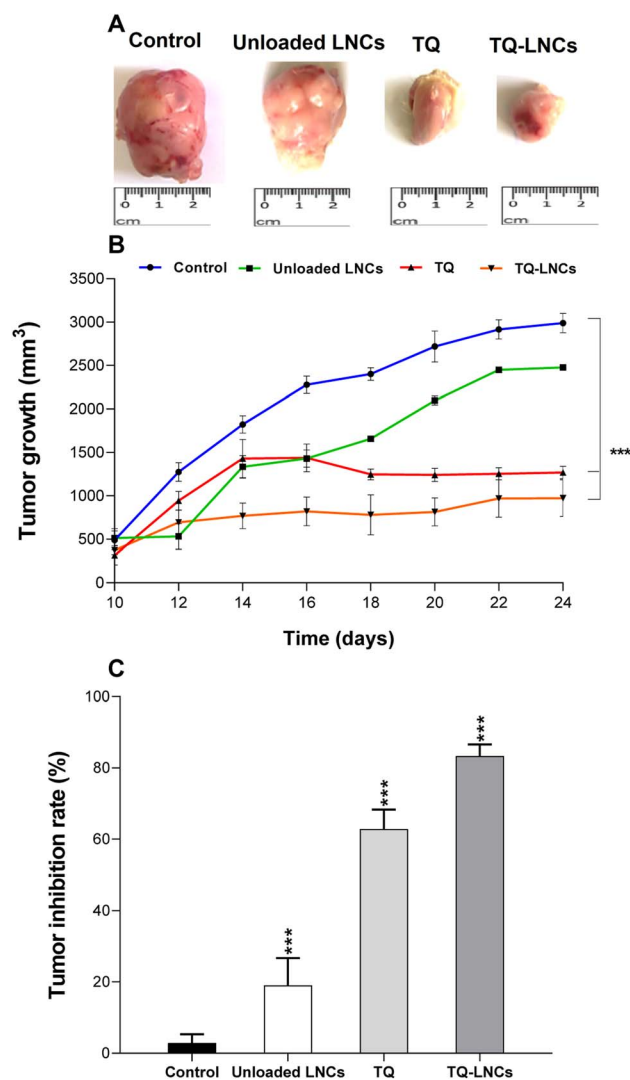 A
Control Unloaded LNCs TQ TQ-LNCs
0 1 2 0 1 2 0 1 2 0 1 2
cm cm cm cm
B
Control Unloaded LNCs TQ TQ-LNCs
3500
3000
2500
2000
1500
1000
500
0
Tumor growth (mm³)
***
10 12 14 16 18 20 22 24
Time (days)
C
100
80
60
40
20
0
Tumor inhibition rate (%)
***
***
***
Control Unloaded LNCs TQ TQ-LNCs